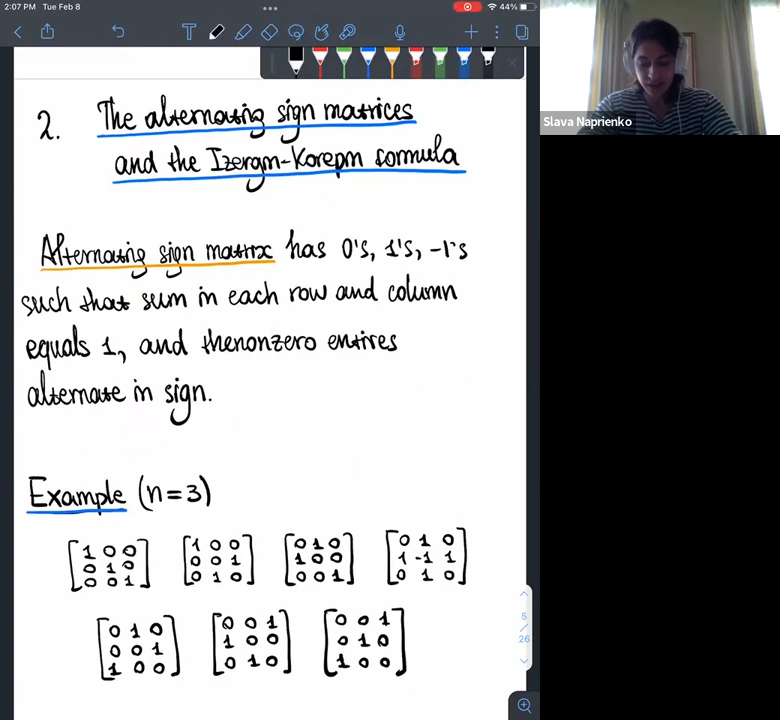 2:07 PM Tue Feb 8
44%
2. The alternating sign matrices
and the Izergin-Korepin formula
Alternating sign matrix has 0's, 1's, -1's
such that sum in each row and column
equals 1, and thenonzero entires
alternate in sign.
Example (n=3)
[1 0 0] [1 0 0] [0 1 0] [0 1 0]
[0 1 0] [0 0 1] [1 0 0] [1 -1 1]
[0 0 1] [0 1 0] [0 0 1] [0 1 0]
[0 1 0] [0 0 1] [0 0 1]
[0 0 1] [1 0 0] [0 1 0]
[1 0 0] [0 1 0] [1 0 0]
5
/
26
Slava Naprienko